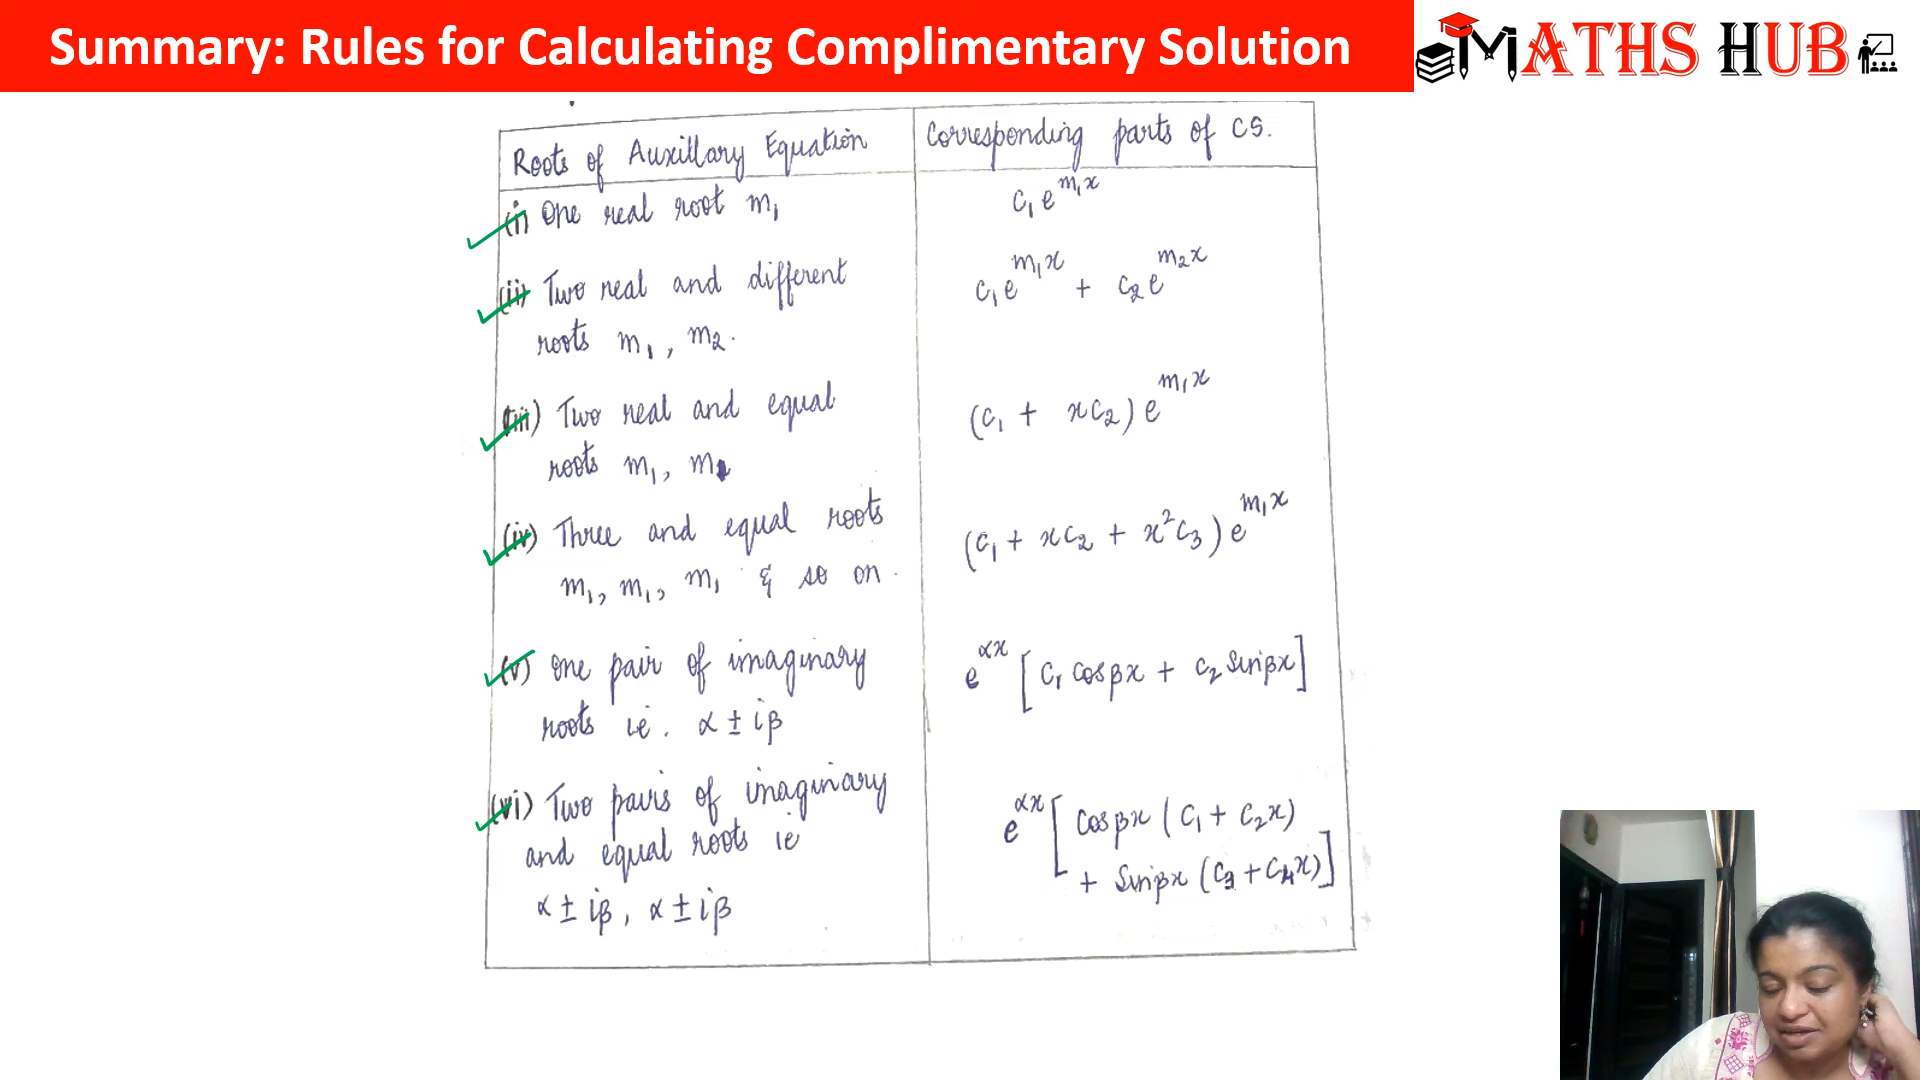 Summary: Rules for Calculating Complimentary Solution
MATHS HUB
Roots of Auxillary Equation
Corresponding parts of CS.
(i) One real root m₁
c₁e^m₁x
(ii) Two real and different
roots m₁, m₂.
c₁e^m₁x + c₂e^m₂x
(iii) Two real and equal
roots m₁, m₁
(c₁ + xc₂) e^m₁x
(iv) Three and equal roots
m₁, m₁, m₁ & so on.
(c₁ + xc₂ + x²c₃) e^m₁x
(v) One pair of imaginary
roots ie. α ± iβ
e^αx [c₁ cosβx + c₂ sinβx]
(vi) Two pairs of imaginary
and equal roots ie
α ± iβ, α ± iβ
e^αx [cosβx (c₁ + c₂x)
+ sinβx (c₃ + c₄x)]